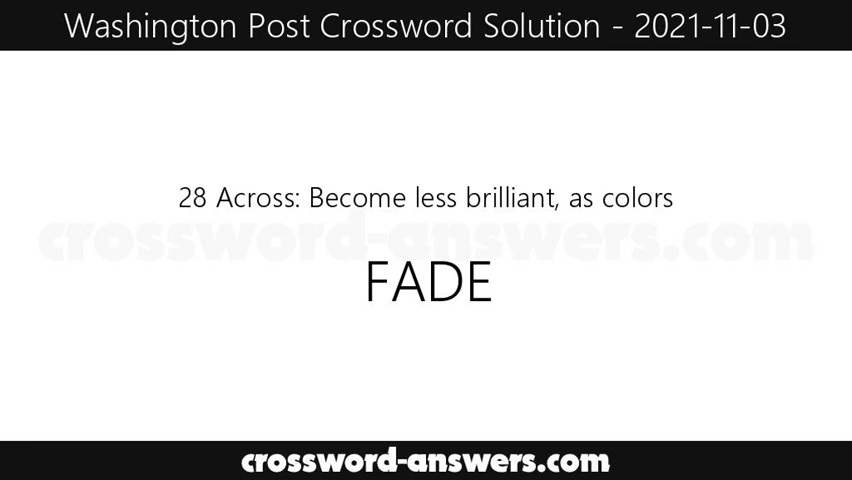 Washington Post Crossword Solution - 2021-11-03
28 Across: Become less brilliant, as colors
crossword-answers.com
FADE
crossword-answers.com